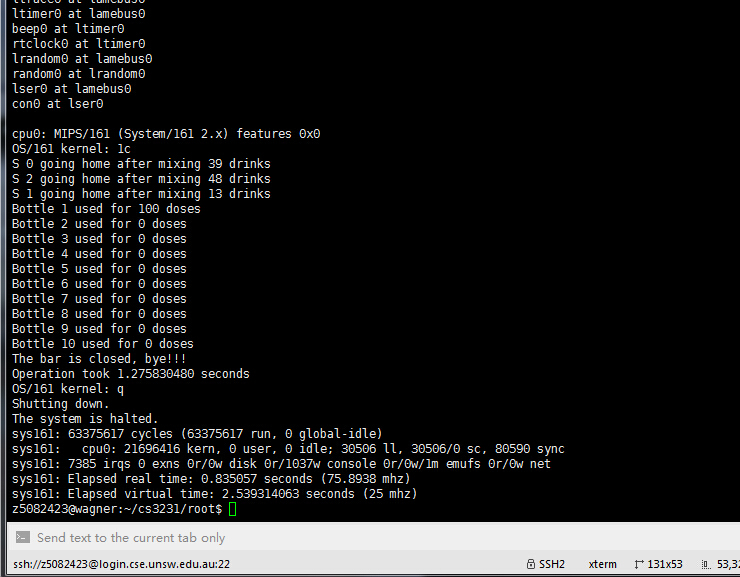 ltimer0 at lamebus0
beep0 at ltimer0
rtclock0 at ltimer0
lrandom0 at lamebus0
random0 at lrandom0
lser0 at lamebus0
con0 at lser0
cpu0: MIPS/161 (System/161 2.x) features 0x0
OS/161 kernel: 1c
S 0 going home after mixing 39 drinks
S 2 going home after mixing 48 drinks
S 1 going home after mixing 13 drinks
Bottle 1 used for 100 doses
Bottle 2 used for 0 doses
Bottle 3 used for 0 doses
Bottle 4 used for 0 doses
Bottle 5 used for 0 doses
Bottle 6 used for 0 doses
Bottle 7 used for 0 doses
Bottle 8 used for 0 doses
Bottle 9 used for 0 doses
Bottle 10 used for 0 doses
The bar is closed, bye!!!
Operation took 1.275830480 seconds
OS/161 kernel: q
Shutting down.
The system is halted.
sys161: 63375617 cycles (63375617 run, 0 global-idle)
sys161:   cpu0: 21696416 kern, 0 user, 0 idle; 30506 ll, 30506/0 sc, 80590 sync
sys161: 7385 irqs 0 exns 0r/0w disk 0r/1037w console 0r/0w/1m emufs 0r/0w net
sys161: Elapsed real time: 0.835057 seconds (75.8938 mhz)
sys161: Elapsed virtual time: 2.539314063 seconds (25 mhz)
z5082423@wagner:~/cs3231/root$
Send text to the current tab only
ssh://z5082423@login.cse.unsw.edu.au:22 SSH2 xterm 131x53